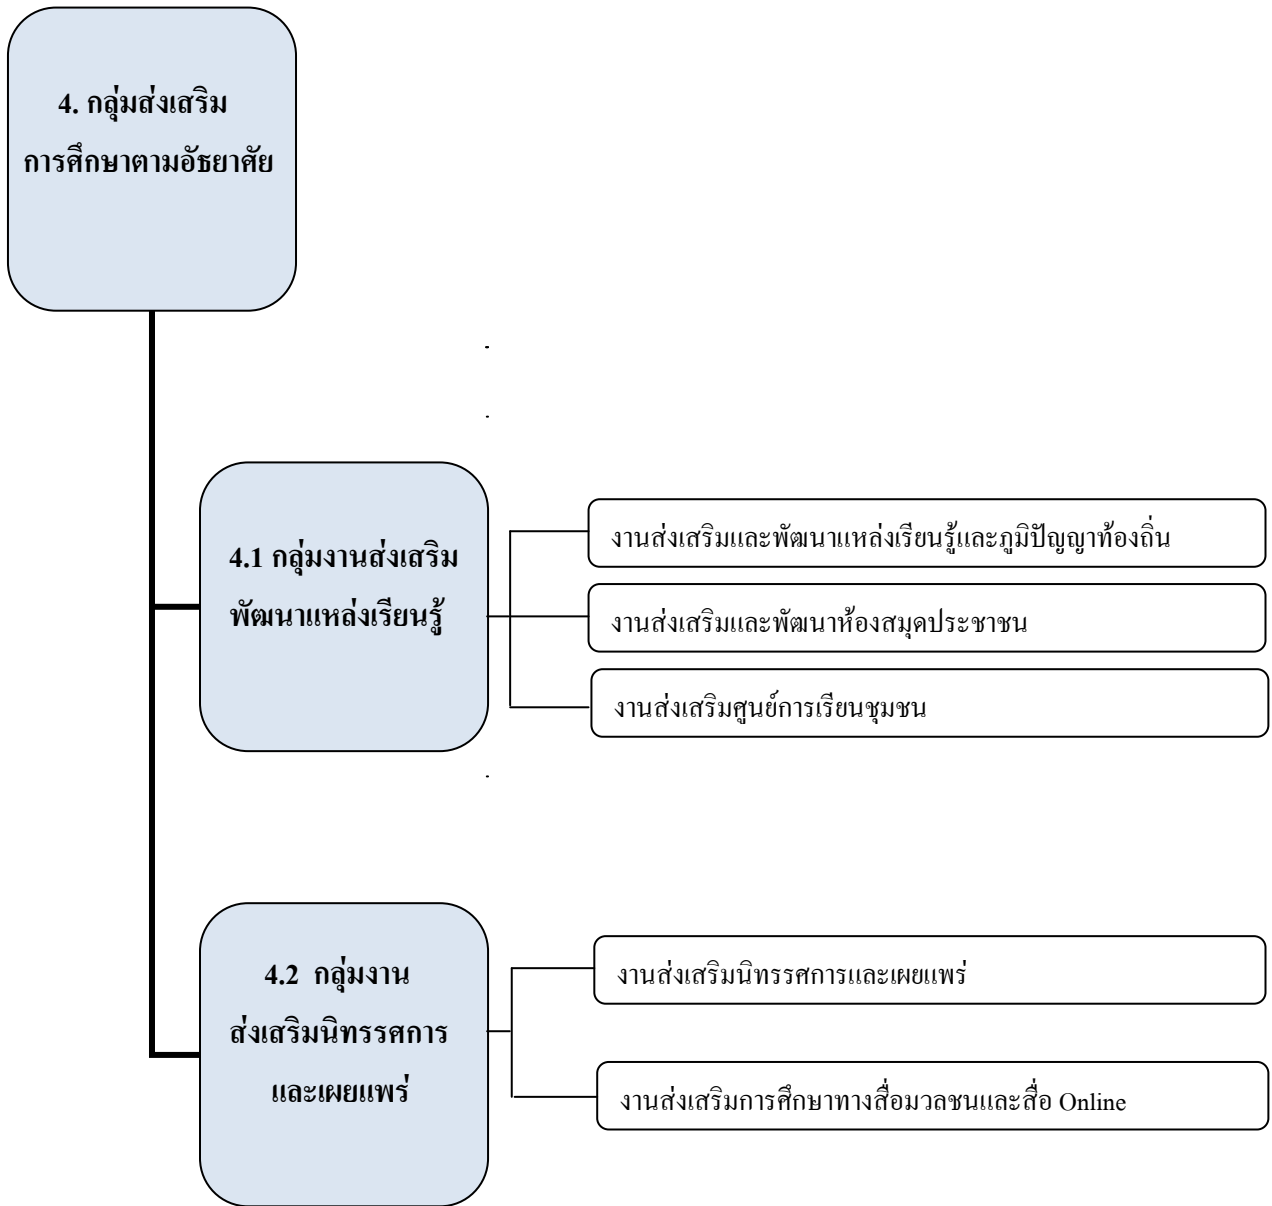 4. กลุ่มส่งเสริม
การศึกษาตามอัธยาศัย
4.1 กลุ่มงานส่งเสริม
พัฒนาแหล่งเรียนรู้
งานส่งเสริมและพัฒนาแหล่งเรียนรู้และภูมิปัญญาท้องถิ่น
งานส่งเสริมและพัฒนาห้องสมุดประชาชน
งานส่งเสริมศูนย์การเรียนชุมชน
4.2 กลุ่มงาน
ส่งเสริมนิทรรศการ
และเผยแพร่
งานส่งเสริมนิทรรศการและเผยแพร่
งานส่งเสริมการศึกษาทางสื่อมวลชนและสื่อ Online